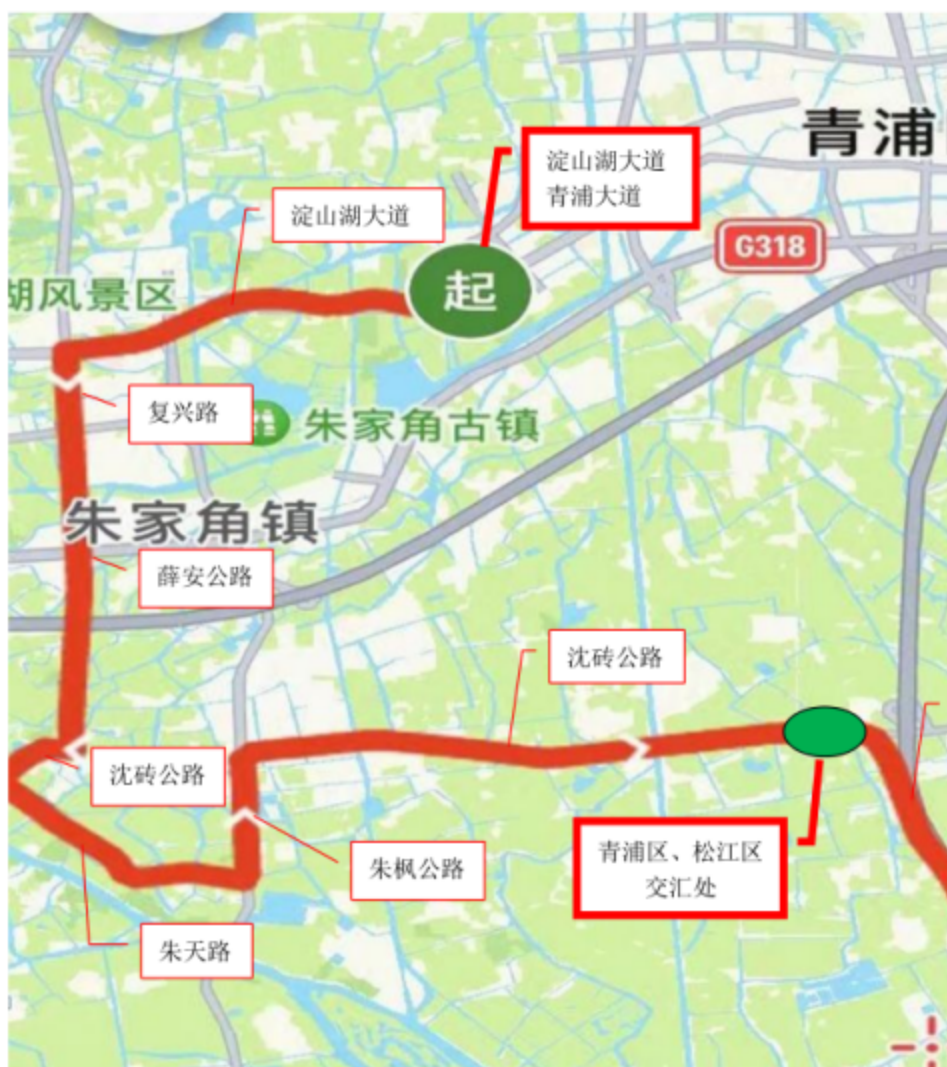 青浦
淀山湖大道
青浦大道
淀山湖大道
G318
起
湖风景区
复兴路
朱家角古镇
朱家角镇
薛安公路
沈砖公路
沈砖公路
青浦区、松江区
交汇处
朱枫公路
朱天路